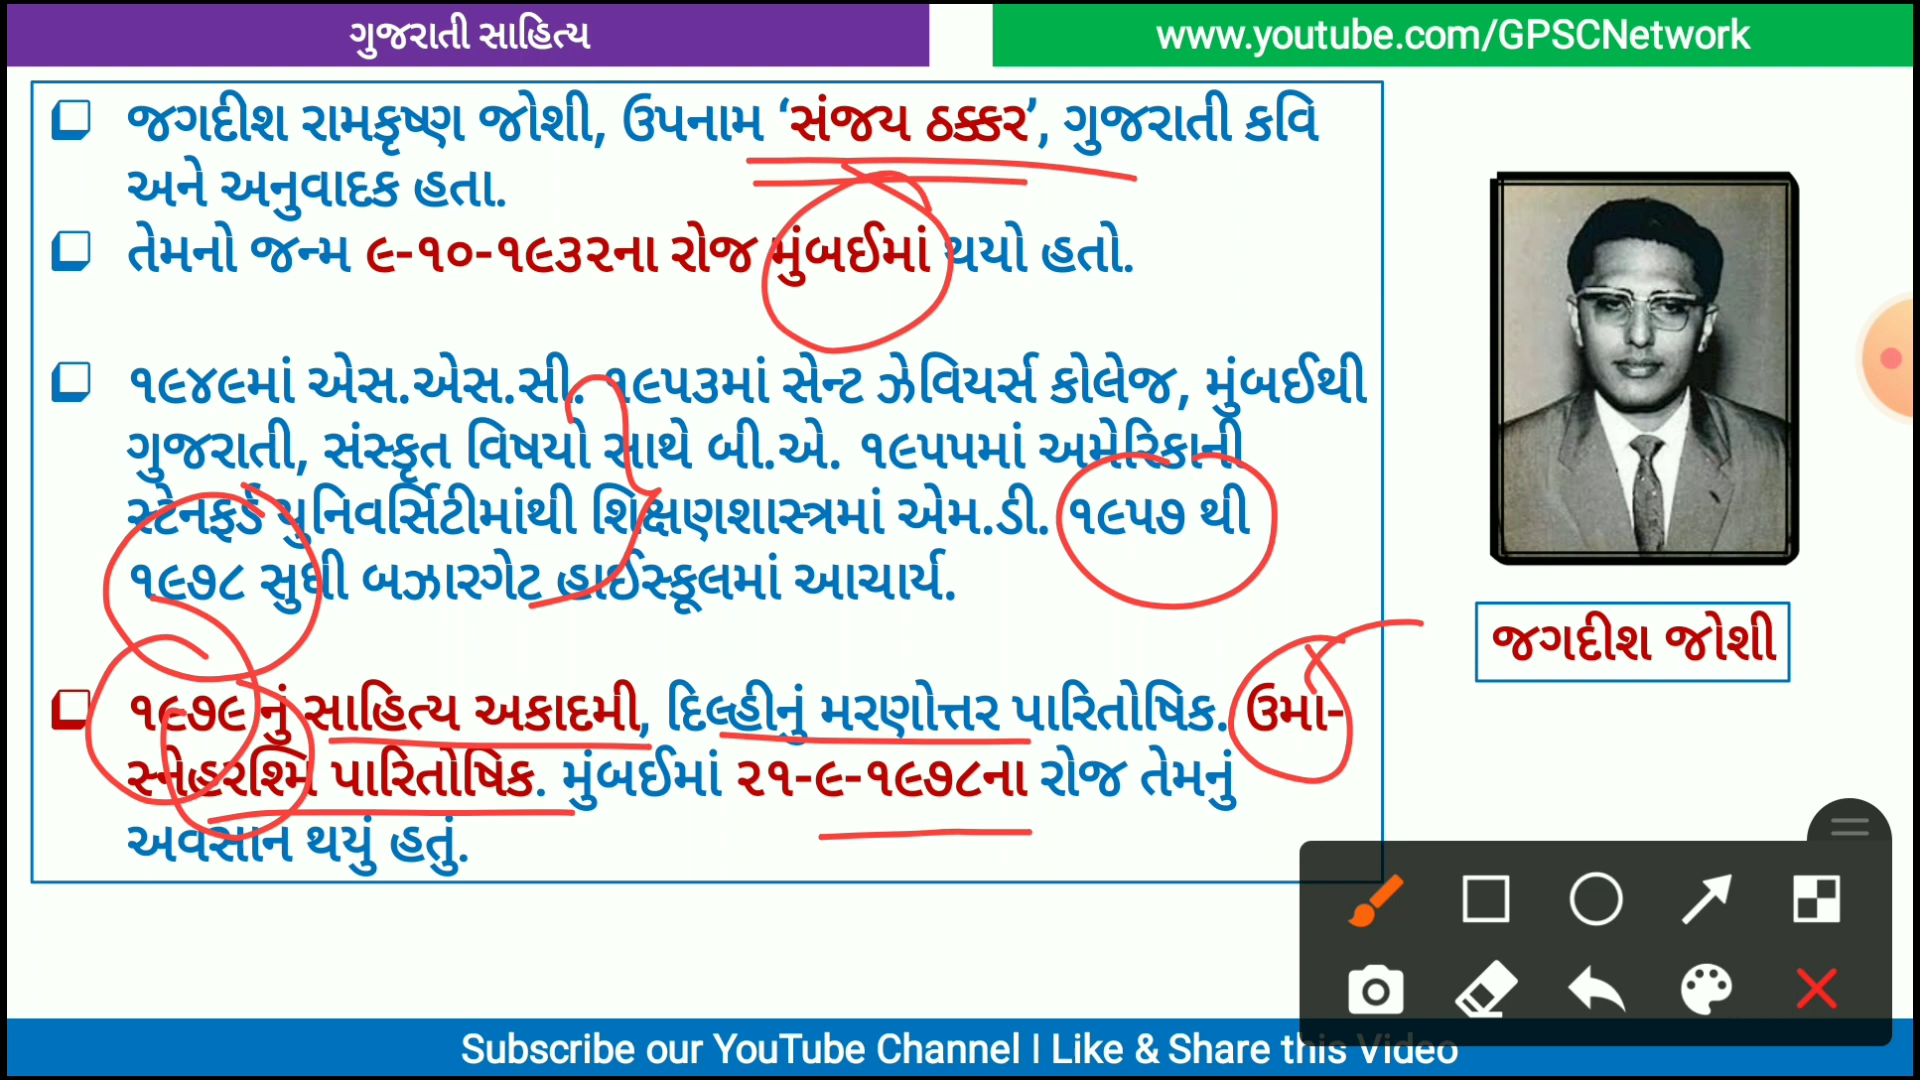 ગુજરાતી સાહિત્ય
www.youtube.com/GPSCNetwork
જગદીશ રામકૃષ્ણ જોશી, ઉપનામ ‘સંજય ઠક્કર’, ગુજરાતી કવિ
અને અનુવાદક હતા.
તેમનો જન્મ ૯-૧૦-૧૯૩૨ના રોજ મુંબઈમાં થયો હતો.
૧૯૪૯માં એસ.એસ.સી. ૧૯૫૩માં સેન્ટ ઝેવિયર્સ કોલેજ, મુંબઈથી
ગુજરાતી, સંસ્કૃત વિષયો સાથે બી.એ. ૧૯૫૫માં અમેરિકાની
સ્ટેનફર્ડ યુનિવર્સિટીમાંથી શિક્ષણશાસ્ત્રમાં એમ.ડી. ૧૯૫૭ થી
૧૯૭૮ સુધી બઝારગેટ હાઈસ્કૂલમાં આચાર્ય.
૧૯૭૯ નું સાહિત્ય અકાદમી, દિલ્હીનું મરણોત્તર પારિતોષિક. ઉમા-
સ્નેહરશ્મિ પારિતોષિક. મુંબઈમાં ૨૧-૯-૧૯૭૮ના રોજ તેમનું
અવસાન થયું હતું.
જગદીશ જોશી
Subscribe our YouTube Channel | Like & Share this Video